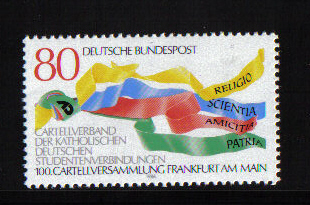 80 DEUTSCHE BUNDESPOST
RELIGIO
SCIENTIA
AMICITIA
PATRIA
CARTELLVERBAND
DER KATHOLISCHEN
DEUTSCHEN
STUDENTENVERBINDUNGEN
100. CARTELLVERSAMMLUNG FRANKFURT AM MAIN